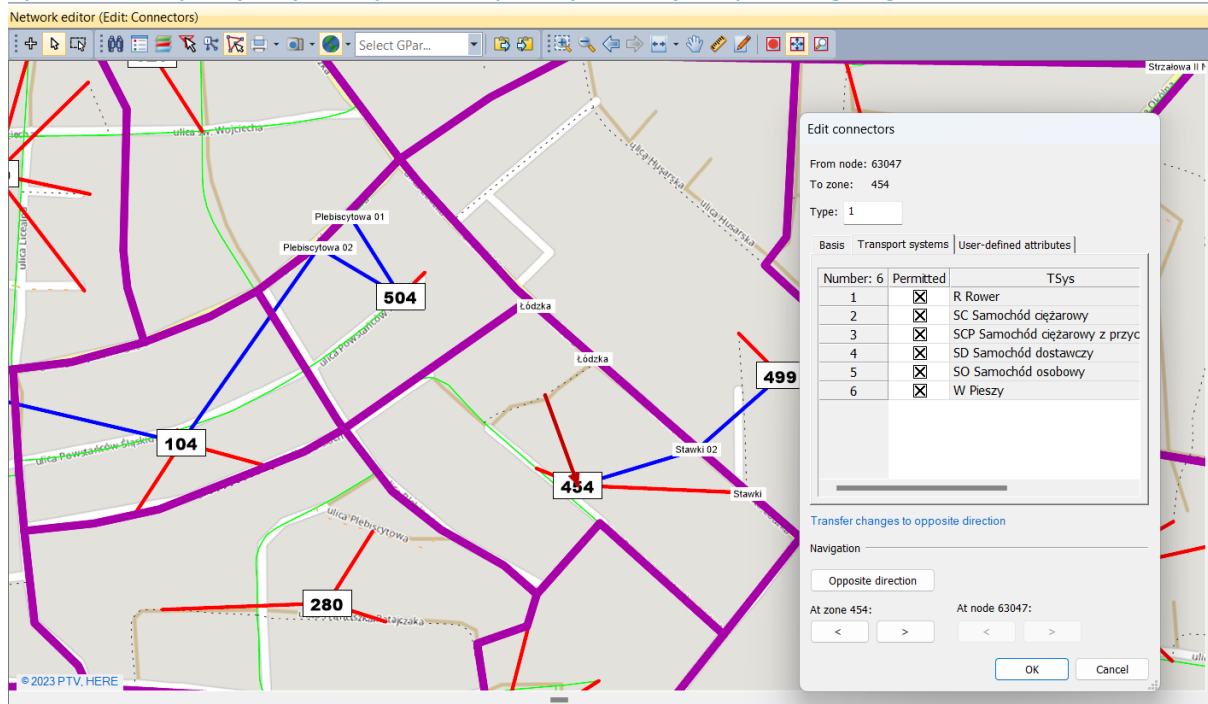 Network editor (Edit: Connectors)
Select GPar...
Strzałowa II N
ulica św. Wojciecha
ulica Husarska
ulica Husarska
ulica Licealna
Plebiscytowa 01
Plebiscytowa 02
504
Łódzka
Łódzka
499
104
ulica Powstańców Śląskich
Stawki 02
454
Stawki
ulica Plebiscytowa
280
© 2023 PTV, HERE
Edit connectors
From node: 63047
To zone: 454
Type: 1
Basis Transport systems User-defined attributes
Number: 6 Permitted TSys
1 R Rower
2 SC Samochód ciężarowy
3 SCP Samochód ciężarowy z przyc
4 SD Samochód dostawczy
5 SO Samochód osobowy
6 W Pieszy
Transfer changes to opposite direction
Navigation
Opposite direction
At zone 454: At node 63047:
< > < >
OK Cancel